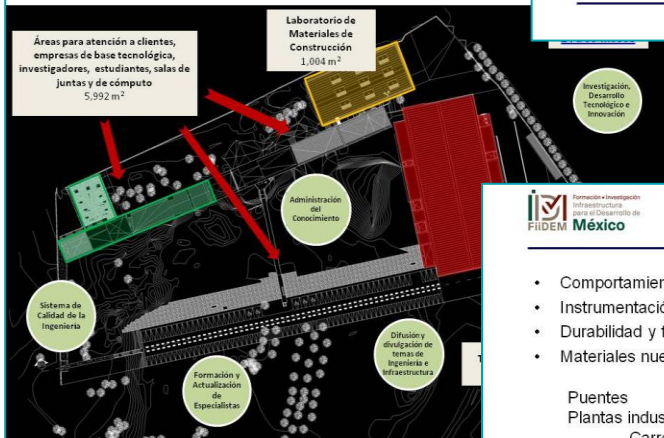 Áreas para atención a clientes,
empresas de base tecnológica,
investigadores, estudiantes, salas de
juntas y de cómputo
5,992 m²
Laboratorio de
Materiales de
Construcción
1,004 m²
Investigación,
Desarrollo
Tecnológico e
Innovación
Administración
del
Conocimiento
Sistema de
Calidad de la
Ingeniería
Formación y
Actualización
de
Especialistas
Difusión y
divulgación de
temas de
Ingeniería e
Infraestructura
T
FiiDEM
Formación e Investigación
Infraestructura
para el Desarrollo de
México
• Comportamien
• Instrumentació
• Durabilidad y f
• Materiales nue
Puentes
Plantas indus
Carre